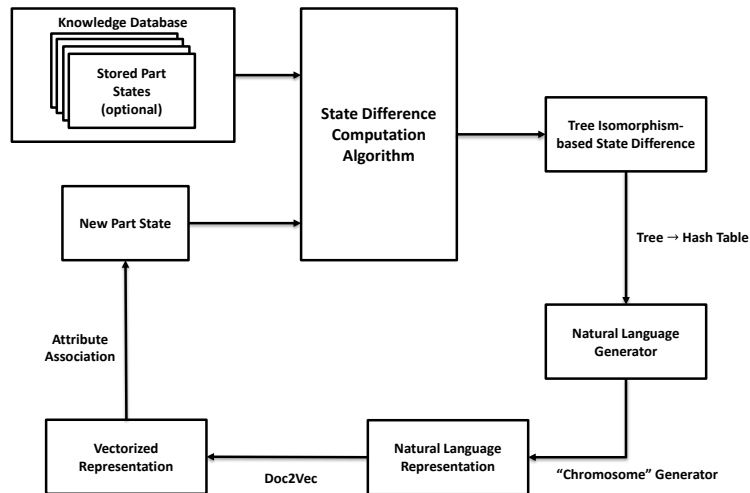 Knowledge Database
Stored Part
States
(optional)
State Difference
Computation
Algorithm
Tree Isomorphism-
based State Difference
New Part State
Tree → Hash Table
Natural Language
Generator
Attribute
Association
Vectorized
Representation
Doc2Vec
Natural Language
Representation
“Chromosome” Generator